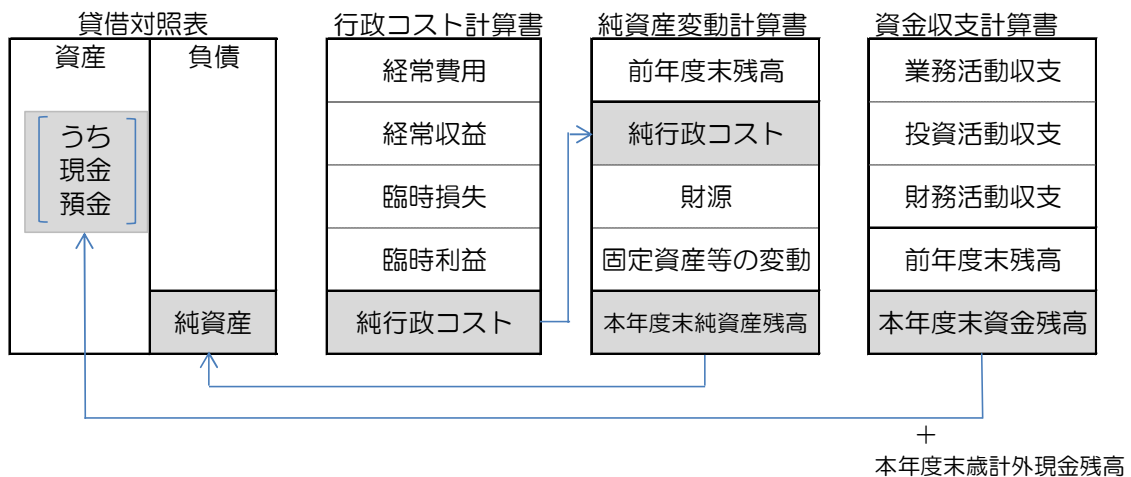 貸借対照表
資産
負債
うち
現金
預金
純資産
行政コスト計算書
経常費用
経常収益
臨時損失
臨時利益
純行政コスト
純資産変動計算書
前年度末残高
純行政コスト
財源
固定資産等の変動
本年度末純資産残高
資金収支計算書
業務活動収支
投資活動収支
財務活動収支
前年度末残高
本年度末資金残高
＋
本年度末歳計外現金残高